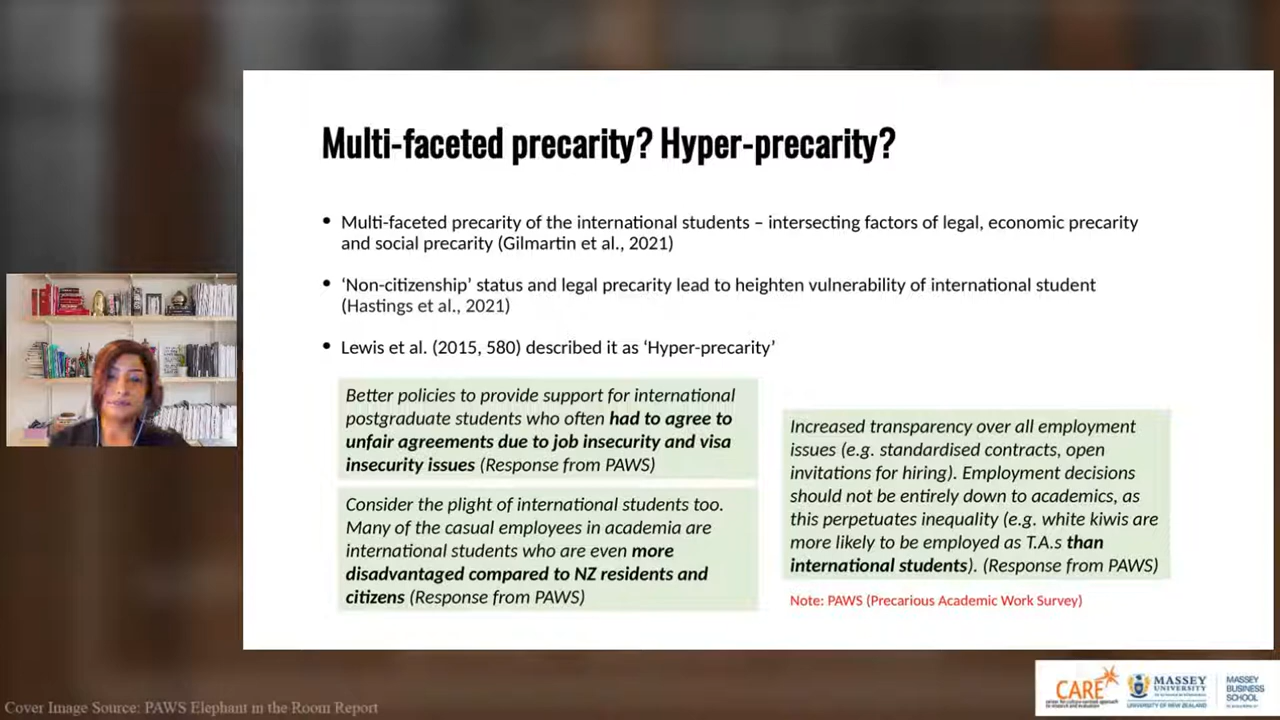 Multi-faceted precarity? Hyper-precarity?
• Multi-faceted precarity of the international students – intersecting factors of legal, economic precarity
and social precarity (Gilmartin et al., 2021)
• ‘Non-citizenship’ status and legal precarity lead to heighten vulnerability of international student
(Hastings et al., 2021)
• Lewis et al. (2015, 580) described it as ‘Hyper-precarity’
Better policies to provide support for international
postgraduate students who often had to agree to
unfair agreements due to job insecurity and visa
insecurity issues (Response from PAWS)
Consider the plight of international students too.
Many of the casual employees in academia are
international students who are even more
disadvantaged compared to NZ residents and
citizens (Response from PAWS)
Increased transparency over all employment
issues (e.g. standardised contracts, open
invitations for hiring). Employment decisions
should not be entirely down to academics, as
this perpetuates inequality (e.g. white kiwis are
more likely to be employed as T.A.s than
international students). (Response from PAWS)
Note: PAWS (Precarious Academic Work Survey)
CARE
MASSEY
UNIVERSITY
UNIVERSITY OF NEW ZEALAND
MASSEY
BUSINESS
SCHOOL
Cover Image Source: PAWS Elephant in the Room Report